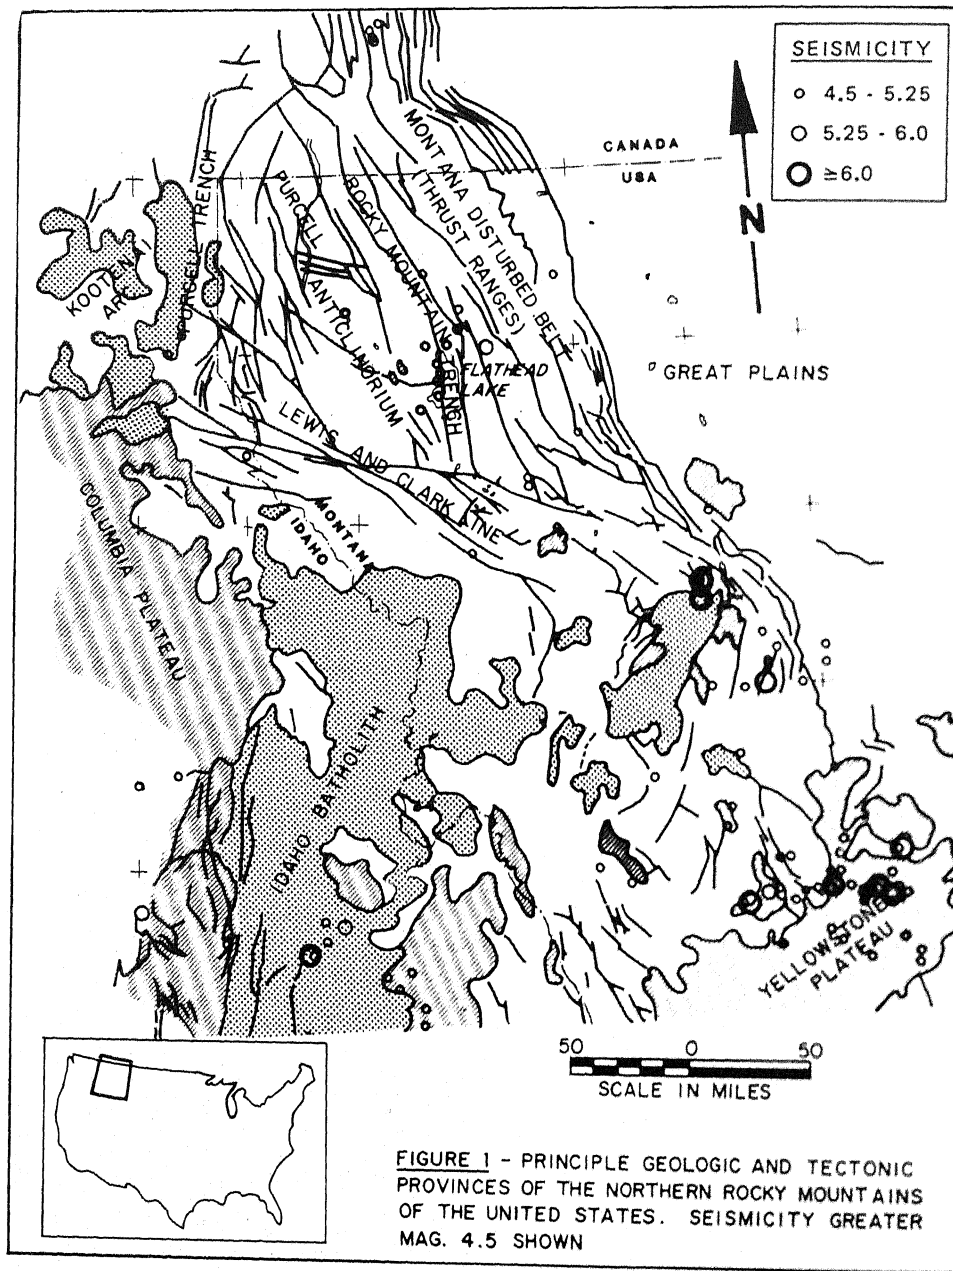 SEISMICITY
4.5 - 5.25
5.25 - 6.0
≥6.0
CANADA
USA
N
MONTANA DISTURBED BELT
(THRUST RANGES)
ROCKY MOUNTAIN TRENCH
PURCELL ANTICLINORIUM
PURCELL TRENCH
KOOTENAY
ARC
FLATHEAD
LAKE
GREAT PLAINS
LEWIS AND CLARK LINE
MONTANA
IDAHO
COLUMBIA PLATEAU
IDAHO BATHOLITH
YELLOWSTONE
PLATEAU
50 0 50
SCALE IN MILES
FIGURE 1 - PRINCIPLE GEOLOGIC AND TECTONIC
PROVINCES OF THE NORTHERN ROCKY MOUNTAINS
OF THE UNITED STATES. SEISMICITY GREATER
MAG. 4.5 SHOWN